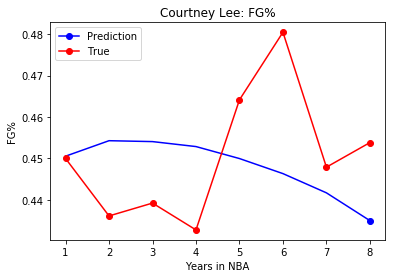 Courtney Lee: FG%
Prediction
True
0.48
0.47
0.46
0.45
0.44
FG%
1 2 3 4 5 6 7 8
Years in NBA